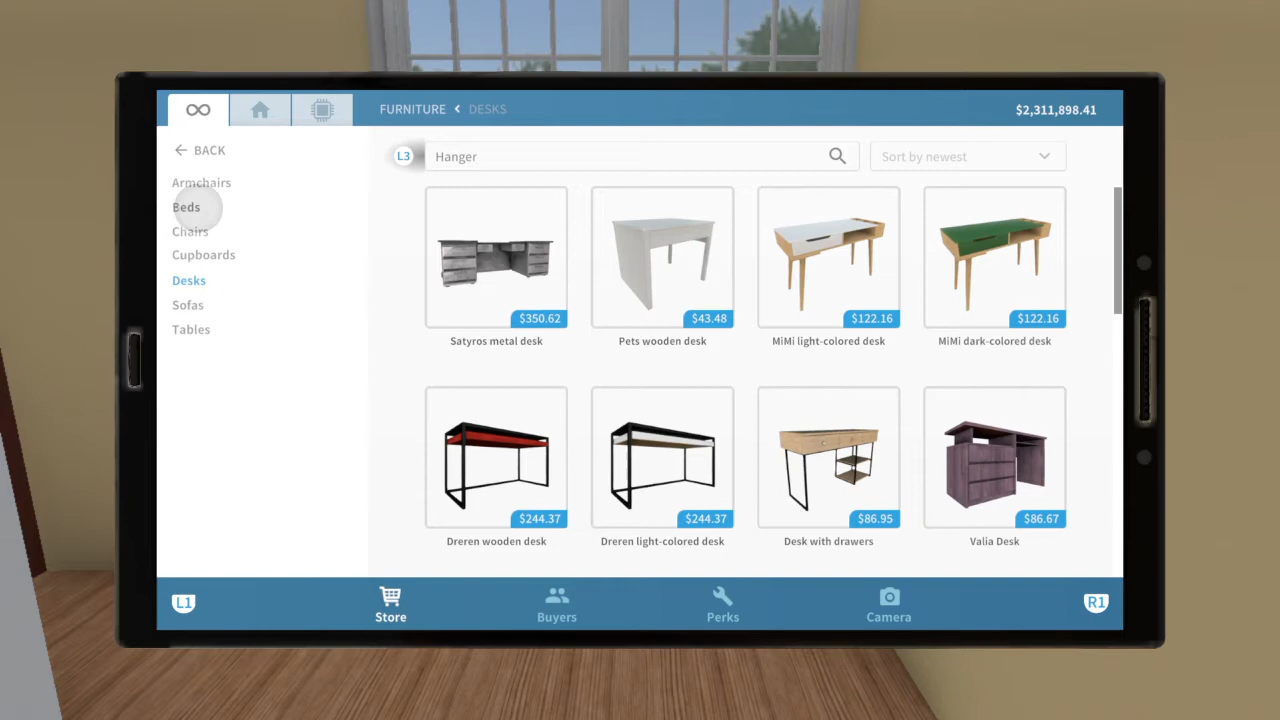 FURNITURE < DESKS
$2,311,898.41
BACK
L3
Hanger
Sort by newest
Armchairs
Beds
Chairs
Cupboards
Desks
Sofas
Tables
$350.62
$43.48
$122.16
$122.16
Satyros metal desk
Pets wooden desk
MiMi light-colored desk
MiMi dark-colored desk
$244.37
$244.37
$86.95
$86.67
Dreren wooden desk
Dreren light-colored desk
Desk with drawers
Valia Desk
L1
Store
Buyers
Perks
Camera
R1